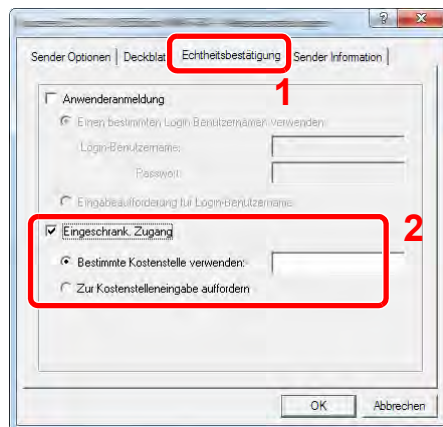 Sender Optionen Deckblat Echtheitsbestätigung Sender Information
1
Anwenderanmeldung
Einen bestimmten Login Benutzernamen verwenden:
Login-Benutzername:
Passwort:
Eingabeaufforderung für Login-Benutzername
2
Eingeschränk. Zugang
Bestimmte Kostenstelle verwenden:
Zur Kostenstelleneingabe auffordern
OK Abbrechen